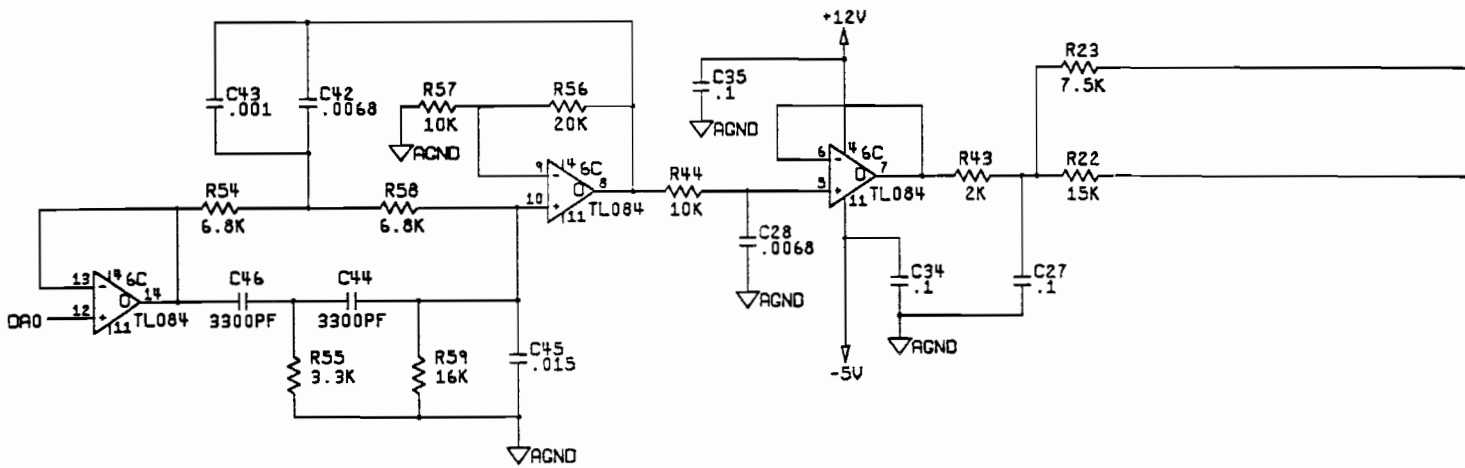 +12V
R23
7.5K
C43
.001
C42
.0068
R57
10K
R56
20K
C35
.1
AGND
AGND
9
4
6C
8
10
11
TL084
R44
10K
6
4
6C
7
5
11
TL084
R43
2K
R22
15K
R54
6.8K
R58
6.8K
C28
.0068
AGND
C34
.1
C27
.1
13
4
6C
14
DA0
12
11
TL084
C46
3300PF
C44
3300PF
R55
3.3K
R59
16K
C45
.015
AGND
-5V
AGND